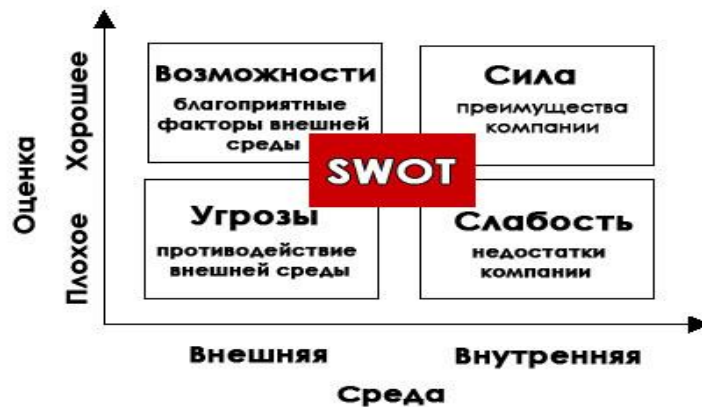 Оценка
Хорошее
Плохое
Возможности
благоприятные
факторы внешней
среды
Сила
преимущества
компании
SWOT
Угрозы
противодействие
внешней среды
Слабость
недостатки
компании
Внешняя
Внутренняя
Среда